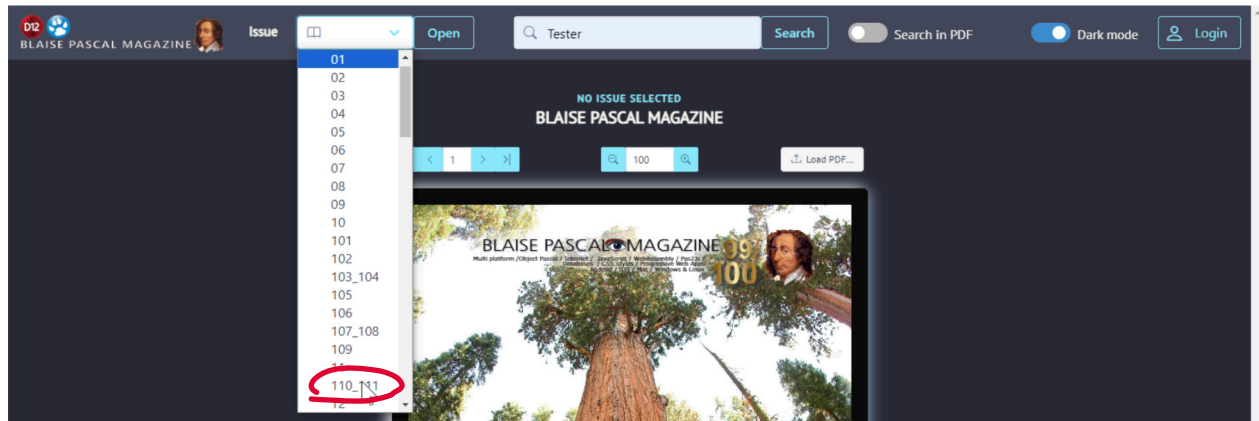 D12
BLAISE PASCAL MAGAZINE
Issue
Open
Tester
Search
Search in PDF
Dark mode
Login
01
02
03
04
05
06
07
08
09
10
101
102
103_104
105
106
107_108
109
11
110_111
12
NO ISSUE SELECTED
BLAISE PASCAL MAGAZINE
1
100
Load PDF...
BLAISE PASCAL MAGAZINE 99/
100
Multi platform /Object Pascal / Internet / JavaScript / WebAssembly / Pas2Js /
Databases / CSS Styles / Progressive Web Apps
Android / IOS / Mac / Windows & Linux